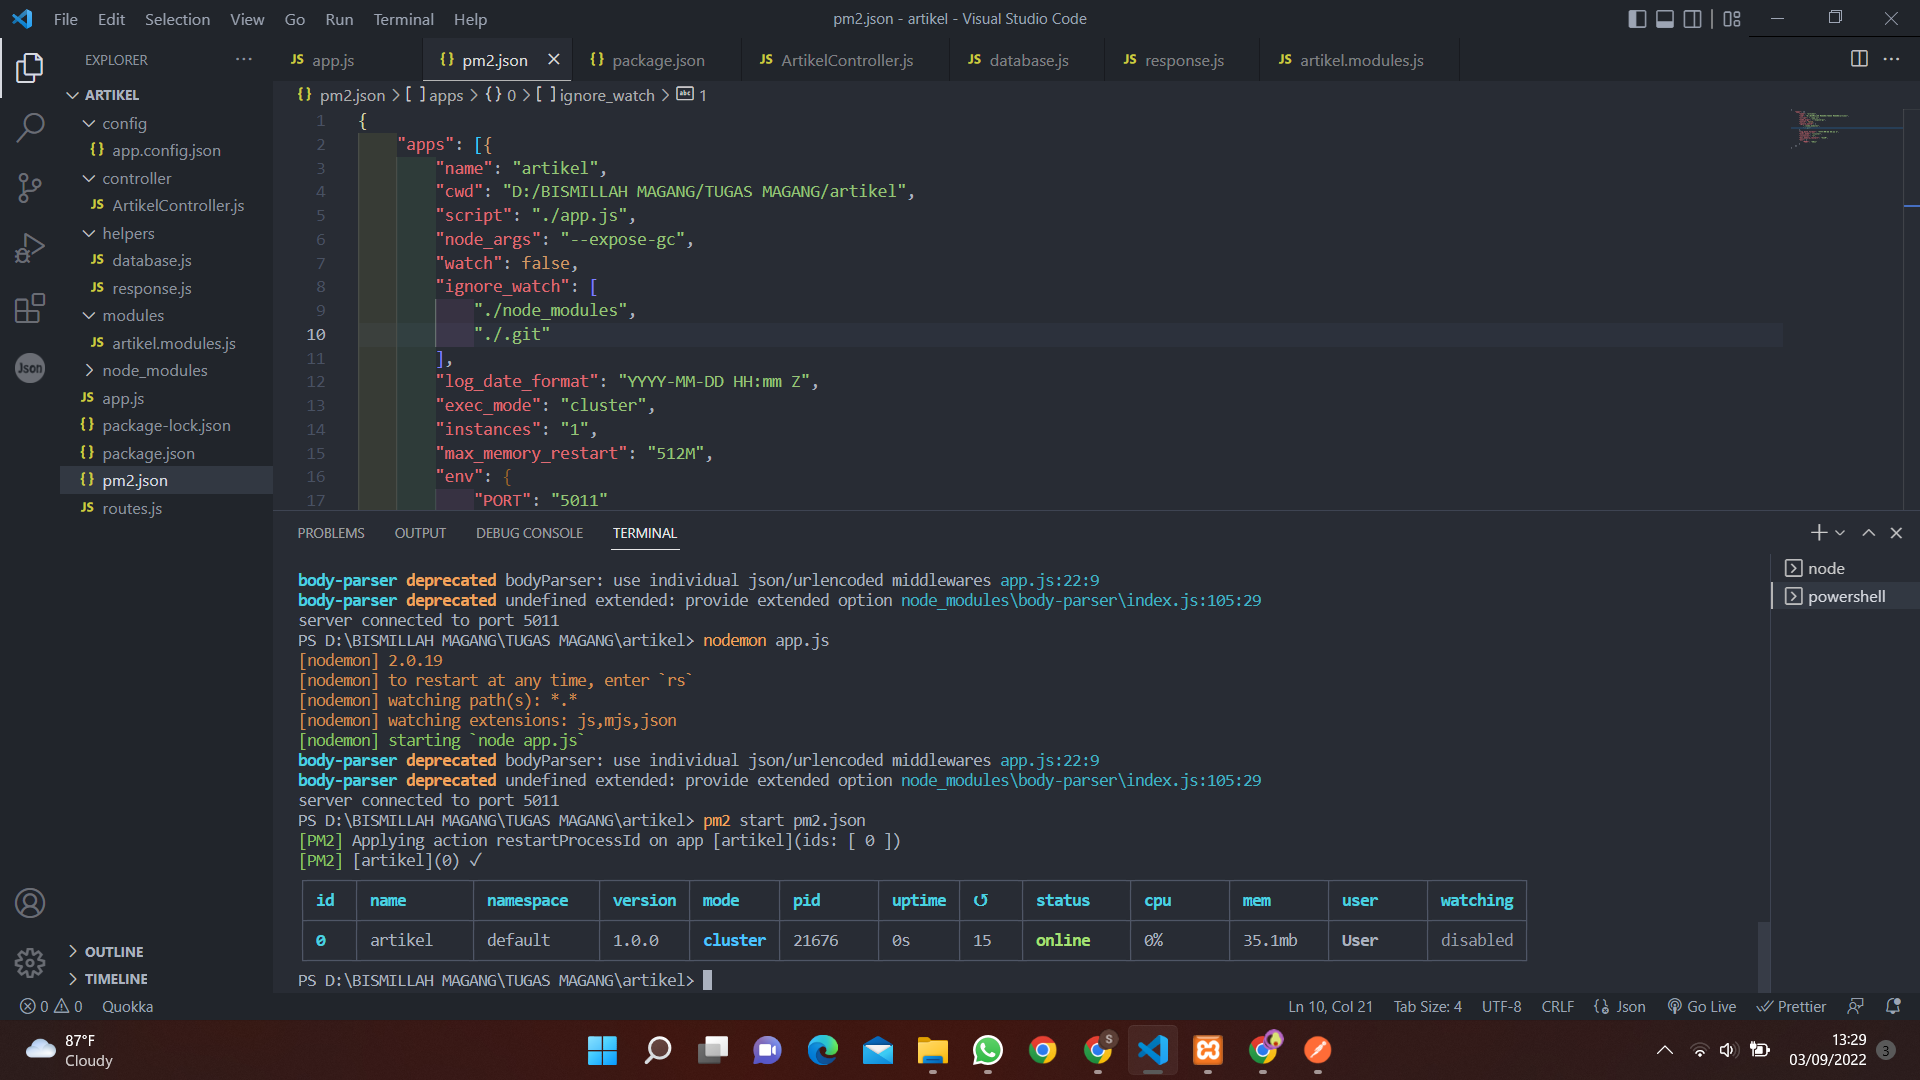 File Edit Selection View Go Run Terminal Help
pm2.json - artikel - Visual Studio Code
EXPLORER
ARTIKEL
config
app.config.json
controller
ArtikelController.js
helpers
database.js
response.js
modules
artikel.modules.js
node_modules
app.js
package-lock.json
package.json
pm2.json
routes.js
OUTLINE
TIMELINE
Json
app.js pm2.json package.json ArtikelController.js database.js response.js artikel.modules.js
pm2.json > [ ] apps > {} 0 > [ ] ignore_watch > abc 1
1 {
2 "apps": [{
3 "name": "artikel",
4 "cwd": "D:/BISMILLAH MAGANG/TUGAS MAGANG/artikel",
5 "script": "./app.js",
6 "node_args": "--expose-gc",
7 "watch": false,
8 "ignore_watch": [
9 "./node_modules",
10 "./.git"
11 ],
12 "log_date_format": "YYYY-MM-DD HH:mm Z",
13 "exec_mode": "cluster",
14 "instances": "1",
15 "max_memory_restart": "512M",
16 "env": {
17 "PORT": "5011"
PROBLEMS OUTPUT DEBUG CONSOLE TERMINAL
node
powershell
body-parser deprecated bodyParser: use individual json/urlencoded middlewares app.js:22:9
body-parser deprecated undefined extended: provide extended option node_modules\body-parser\index.js:105:29
server connected to port 5011
PS D:\BISMILLAH MAGANG\TUGAS MAGANG\artikel> nodemon app.js
[nodemon] 2.0.19
[nodemon] to restart at any time, enter `rs`
[nodemon] watching path(s): *.*
[nodemon] watching extensions: js,mjs,json
[nodemon] starting `node app.js`
body-parser deprecated bodyParser: use individual json/urlencoded middlewares app.js:22:9
body-parser deprecated undefined extended: provide extended option node_modules\body-parser\index.js:105:29
server connected to port 5011
PS D:\BISMILLAH MAGANG\TUGAS MAGANG\artikel> pm2 start pm2.json
[PM2] Applying action restartProcessId on app [artikel](ids: [ 0 ])
[PM2] [artikel](0) ✓
id name namespace version mode pid uptime ↺ status cpu mem user watching
0 artikel default 1.0.0 cluster 21676 0s 15 online 0% 35.1mb User disabled
PS D:\BISMILLAH MAGANG\TUGAS MAGANG\artikel>
0 0 Quokka
Ln 10, Col 21 Tab Size: 4 UTF-8 CRLF {} Json Go Live Prettier
87°F
Cloudy
S
13:29
03/09/2022
3